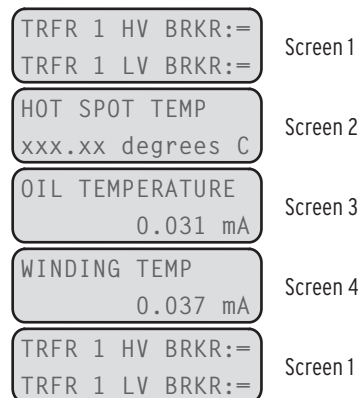 TRFR 1 HV BRKR:=
TRFR 1 LV BRKR:=
Screen 1
HOT SPOT TEMP
xxx.xx degrees C
Screen 2
OIL TEMPERATURE
0.031 mA
Screen 3
WINDING TEMP
0.037 mA
Screen 4
TRFR 1 HV BRKR:=
TRFR 1 LV BRKR:=
Screen 1